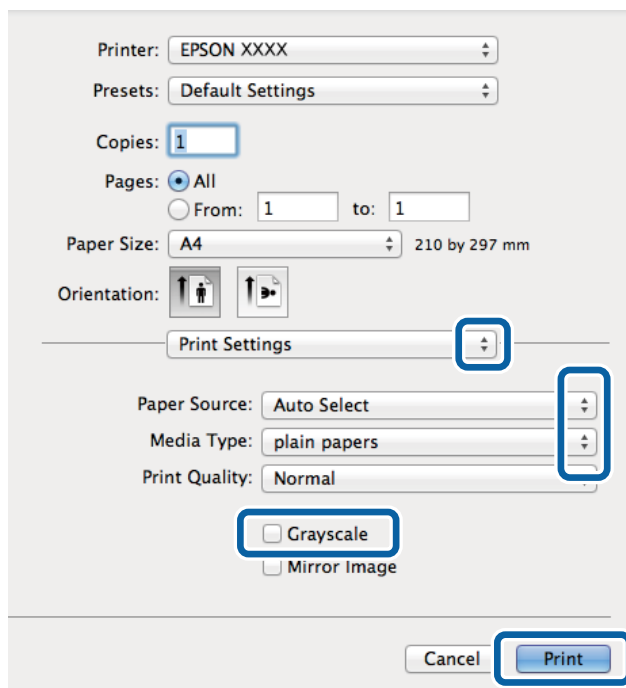 Printer: EPSON XXXX
Presets: Default Settings
Copies: 1
Pages: All
From: 1 to: 1
Paper Size: A4 210 by 297 mm
Orientation:
Print Settings
Paper Source: Auto Select
Media Type: plain papers
Print Quality: Normal
Grayscale
Mirror Image
Cancel Print